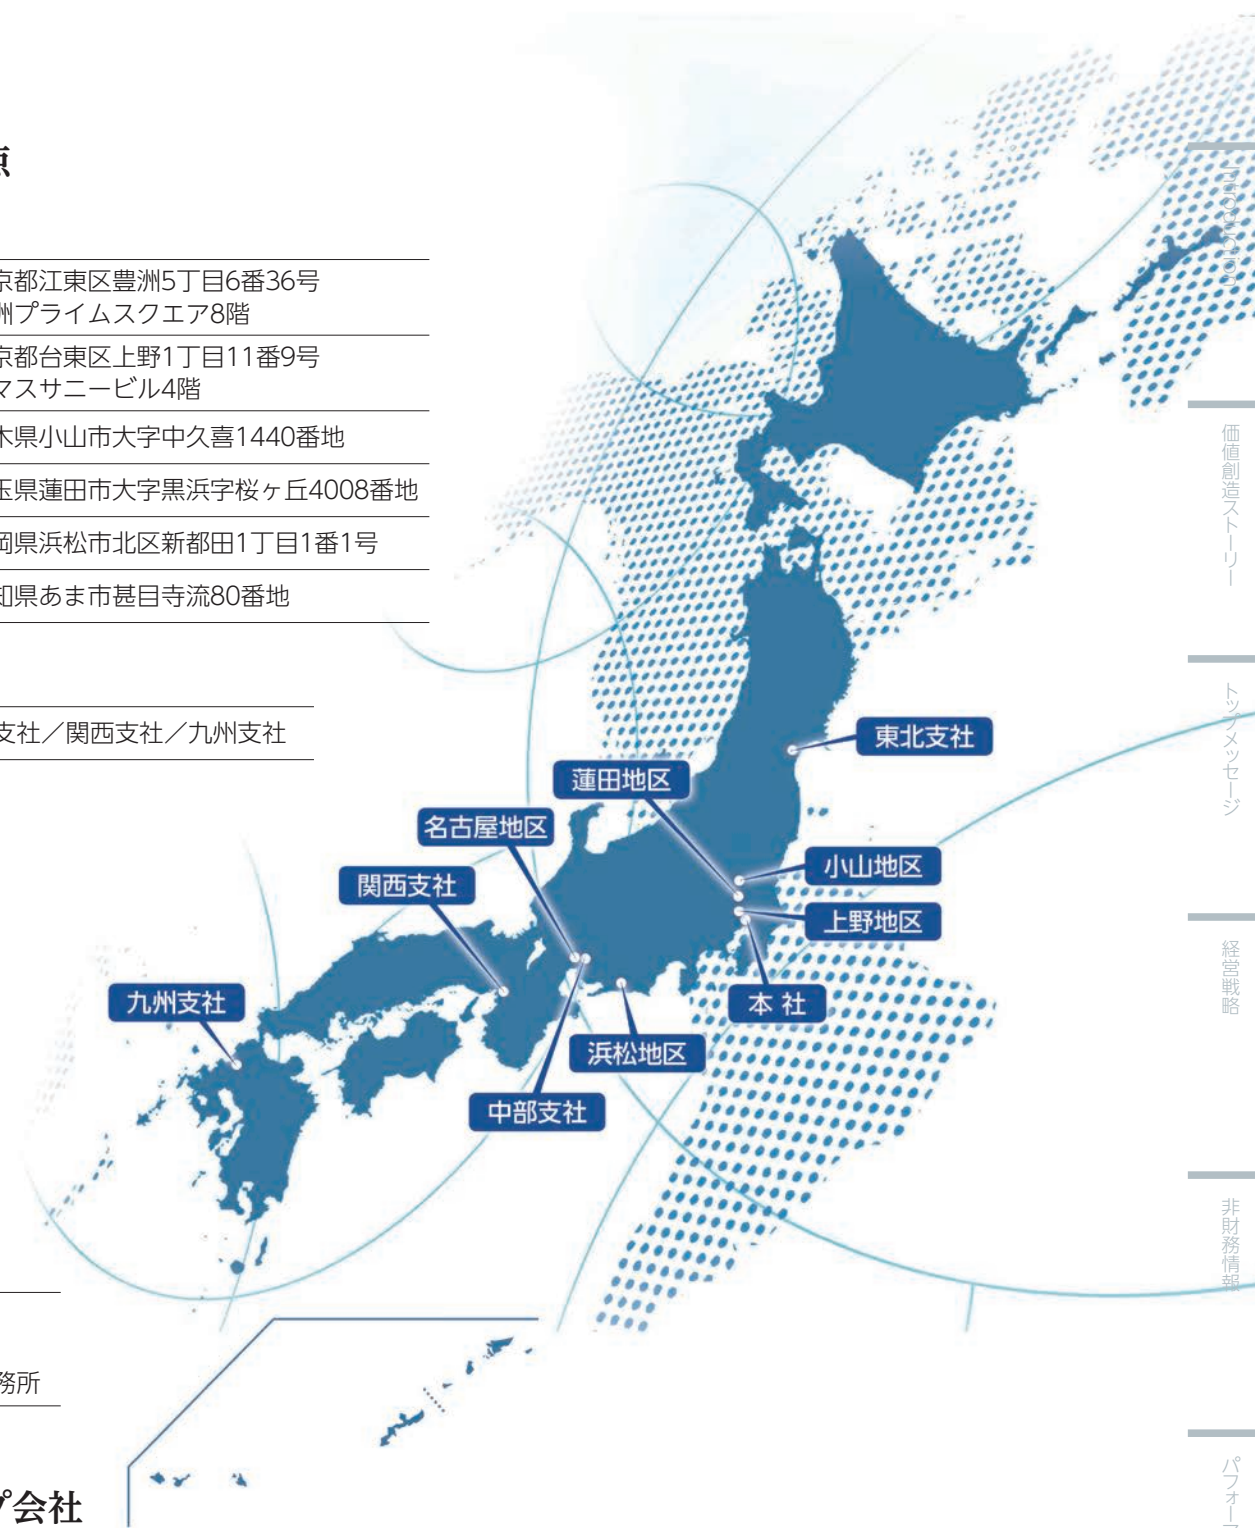 京都江東区豊洲5丁目6番36号
洲プライムスクエア8階
京都台東区上野1丁目11番9号
マスサニービル4階
木県小山市大字中久喜1440番地
玉県蓮田市大字黒浜字桜ヶ丘4008番地
岡県浜松市北区新都田1丁目1番1号
知県あま市甚目寺流80番地
支社／関西支社／九州支社
東北支社
蓮田地区
名古屋地区
小山地区
関西支社
上野地区
九州支社
本 社
浜松地区
中部支社
務所
プ会社
Introduction
価値創造ストーリー
トップメッセージ
経営戦略
非財務情報
パフォーマ